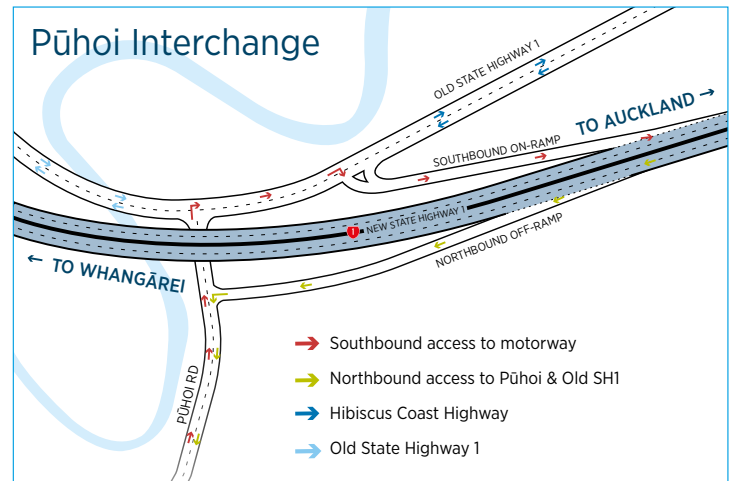 Pūhoi Interchange
OLD STATE HIGHWAY 1
TO AUCKLAND →
SOUTHBOUND ON-RAMP
1 NEW STATE HIGHWAY 1
NORTHBOUND OFF-RAMP
← TO WHANGĀREI
PŪHOI RD
Southbound access to motorway
Northbound access to Pūhoi & Old SH1
Hibiscus Coast Highway
Old State Highway 1